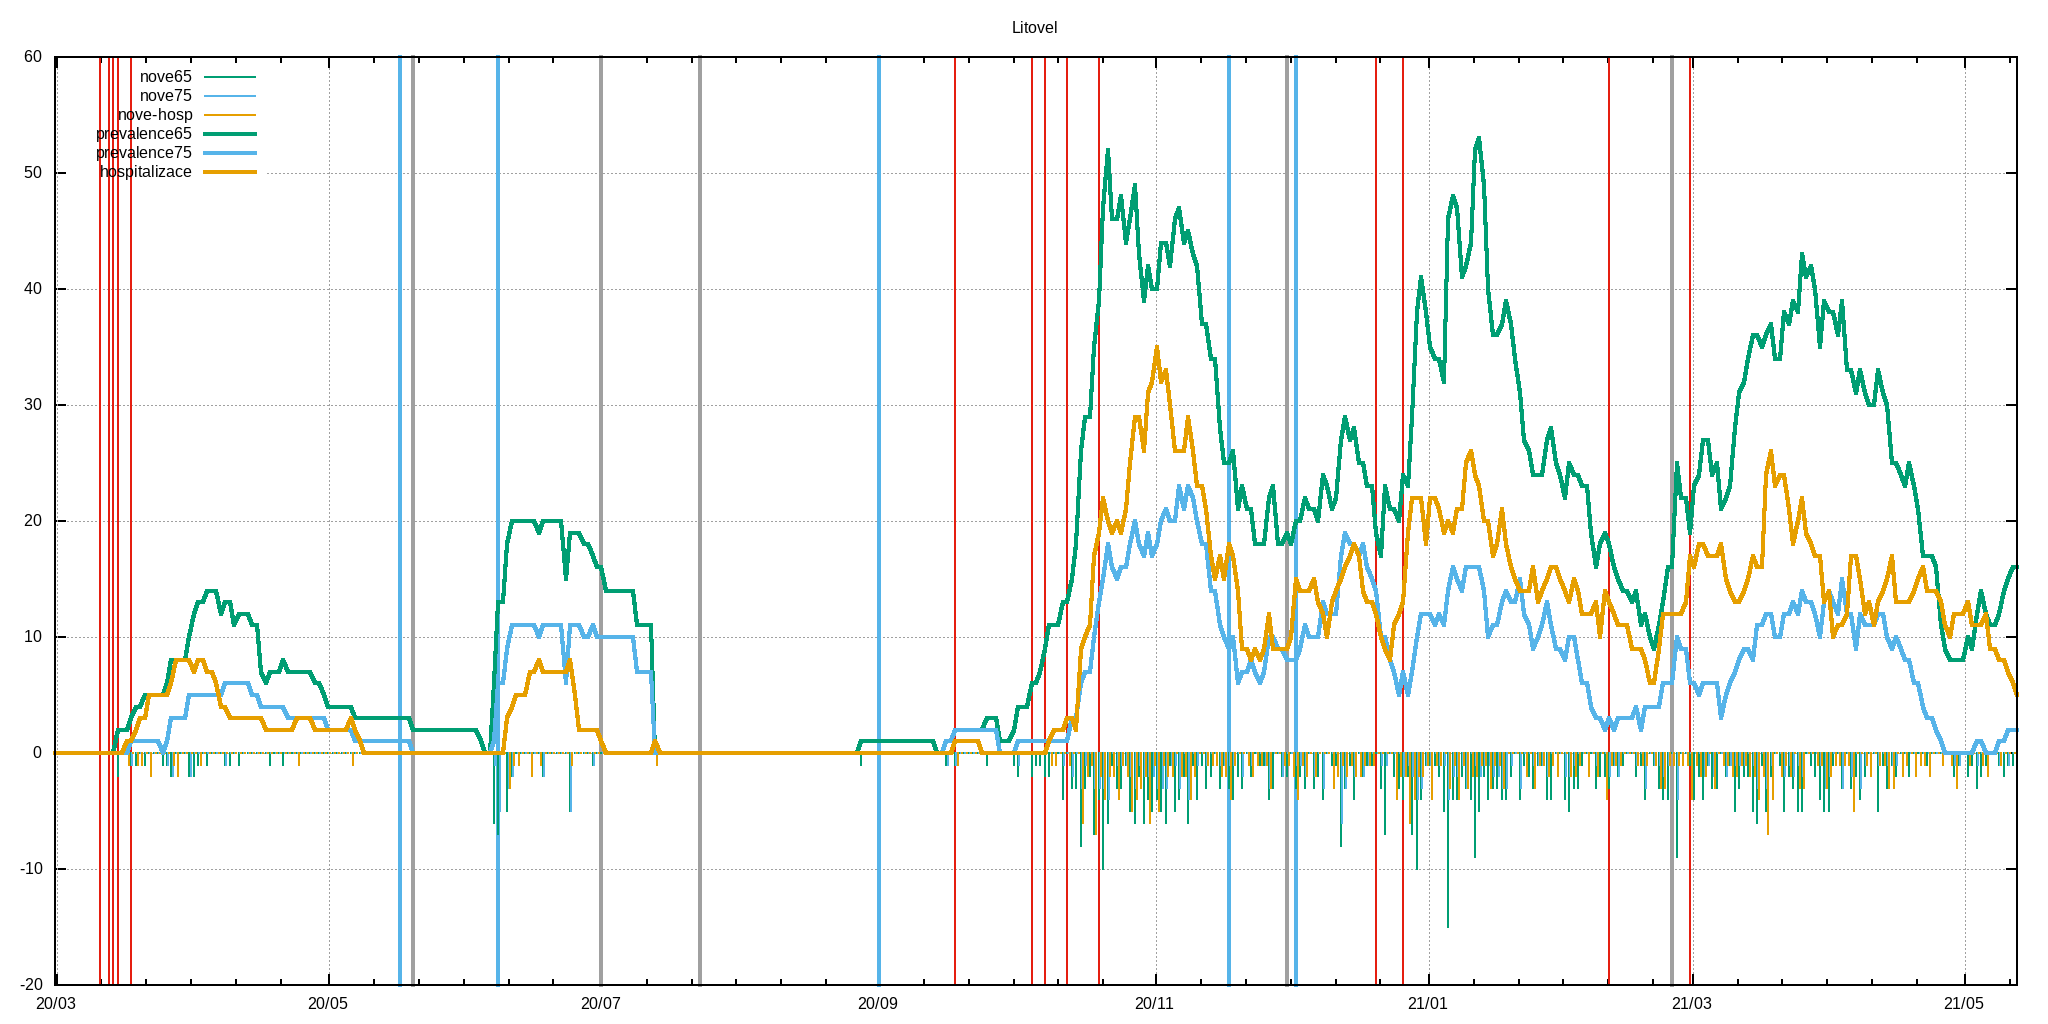 Litovel
60
nove65
nove75
nove-hosp
prevalence65
prevalence75
hospitalizace
50
40
30
20
10
0
-10
-20
20/03 20/05 20/07 20/09 20/11 21/01 21/03 21/05